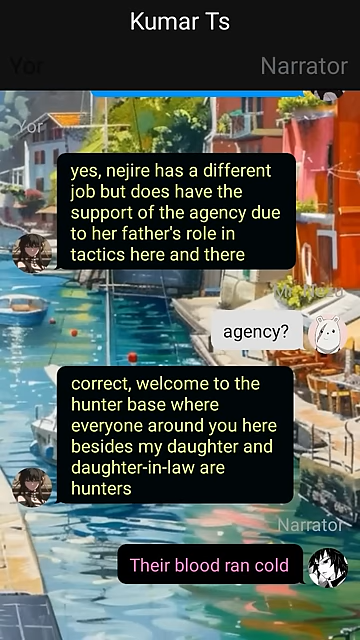 Kumar Ts
Yor
Narrator
Yor
yes, nejire has a different
job but does have the
support of the agency due
to her father's role in
tactics here and there
agency?
correct, welcome to the
hunter base where
everyone around you here
besides my daughter and
daughter-in-law are
hunters
Narrator
Their blood ran cold